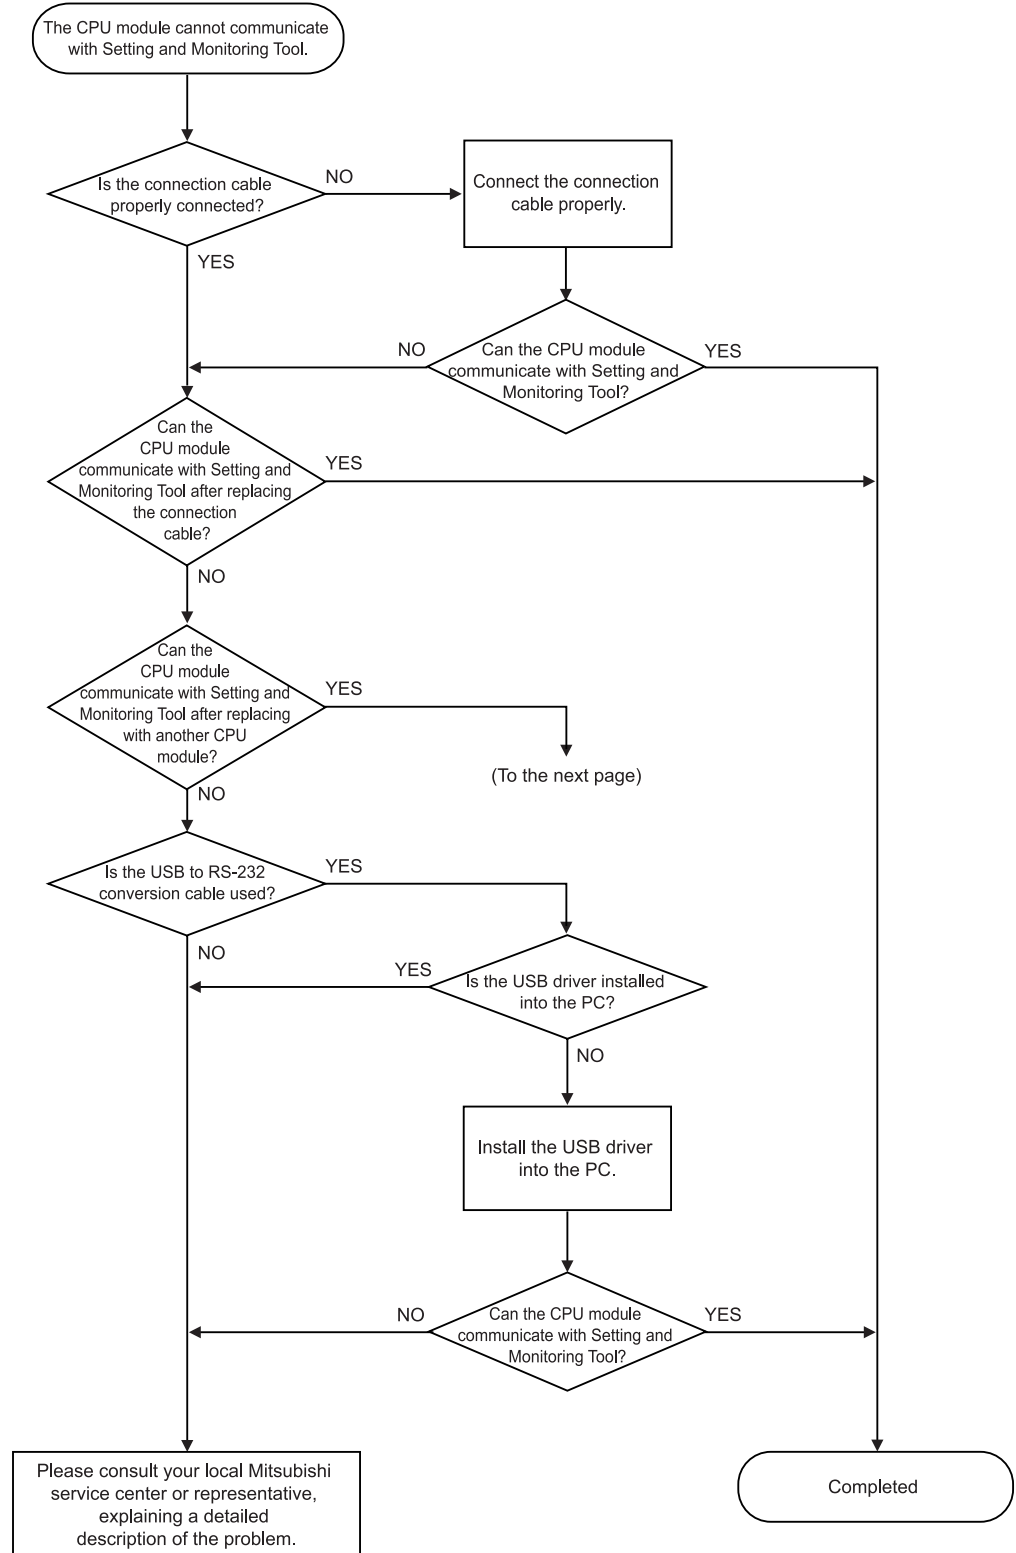 The CPU module cannot communicate
with Setting and Monitoring Tool.
Is the connection cable
properly connected?
NO
Connect the connection
cable properly.
YES
Can the CPU module
communicate with Setting and
Monitoring Tool?
NO
YES
Can the
CPU module
communicate with Setting and
Monitoring Tool after replacing
the connection
cable?
YES
NO
Can the
CPU module
communicate with Setting and
Monitoring Tool after replacing
with another CPU
module?
YES
(To the next page)
NO
Is the USB to RS-232
conversion cable used?
YES
NO
YES
Is the USB driver installed
into the PC?
NO
Install the USB driver
into the PC.
NO
Can the CPU module
communicate with Setting and
Monitoring Tool?
YES
Please consult your local Mitsubishi
service center or representative,
explaining a detailed
description of the problem.
Completed